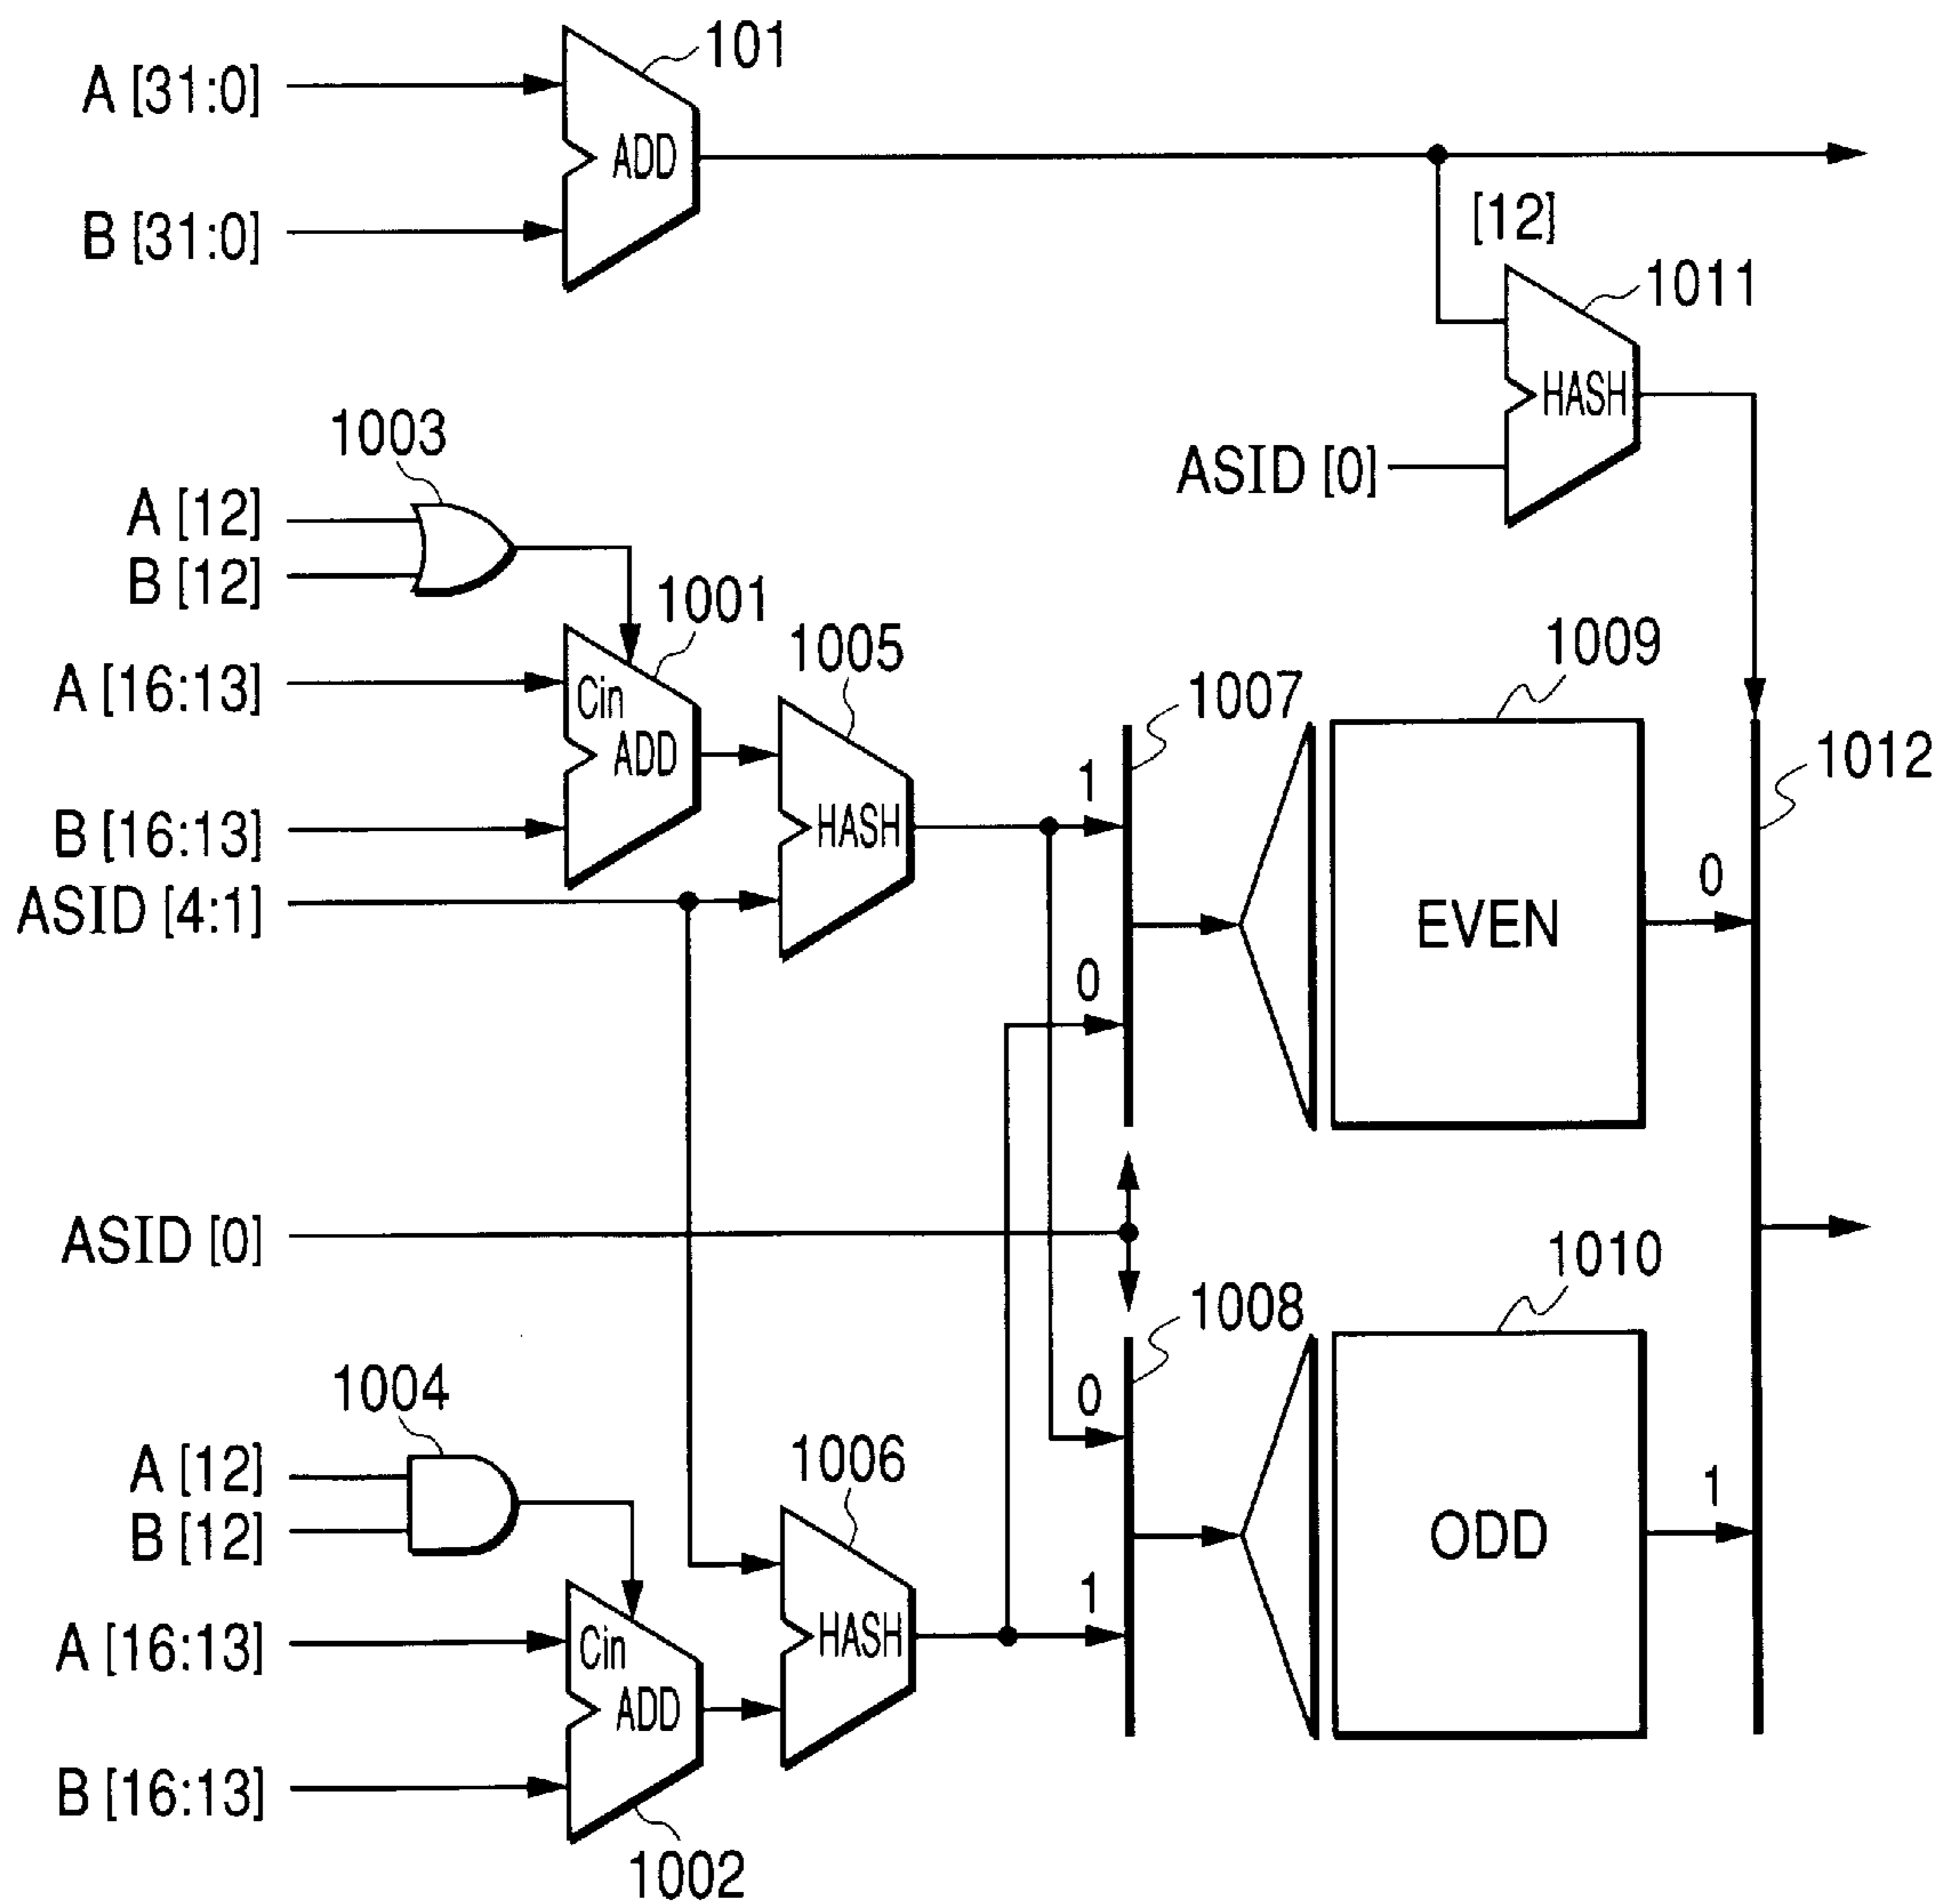 101
A [31:0]
ADD
B [31:0]
[12]
1011
HASH
ASID [0]
1003
A [12]
B [12]
1001
1005
1009
A [16:13]
Cin
1007
ADD
1012
1
HASH
B [16:13]
0
ASID [4:1]
EVEN
0
ASID [0]
1010
1008
1004
0
A [12]
1006
B [12]
1
ODD
1
A [16:13]
Cin
HASH
ADD
B [16:13]
1002